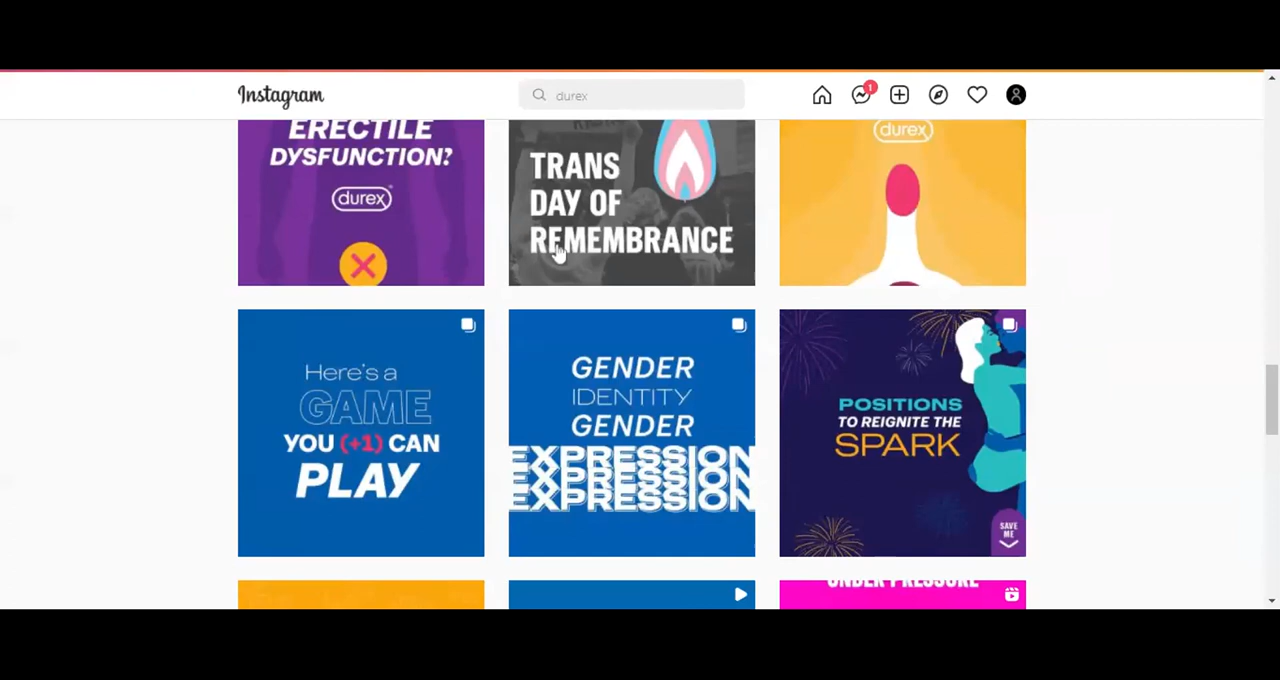 Instagram
durex
1
ERECTILE
DYSFUNCTION?
durex
TRANS
DAY OF
REMEMBRANCE
durex
Here's a
GAME
YOU (+1) CAN
PLAY
GENDER
IDENTITY
GENDER
EXPRESSION
EXPRESSION
EXPRESSION
POSITIONS
TO REIGNITE THE
SPARK
SAVE
ME
UNDER PRESSURE